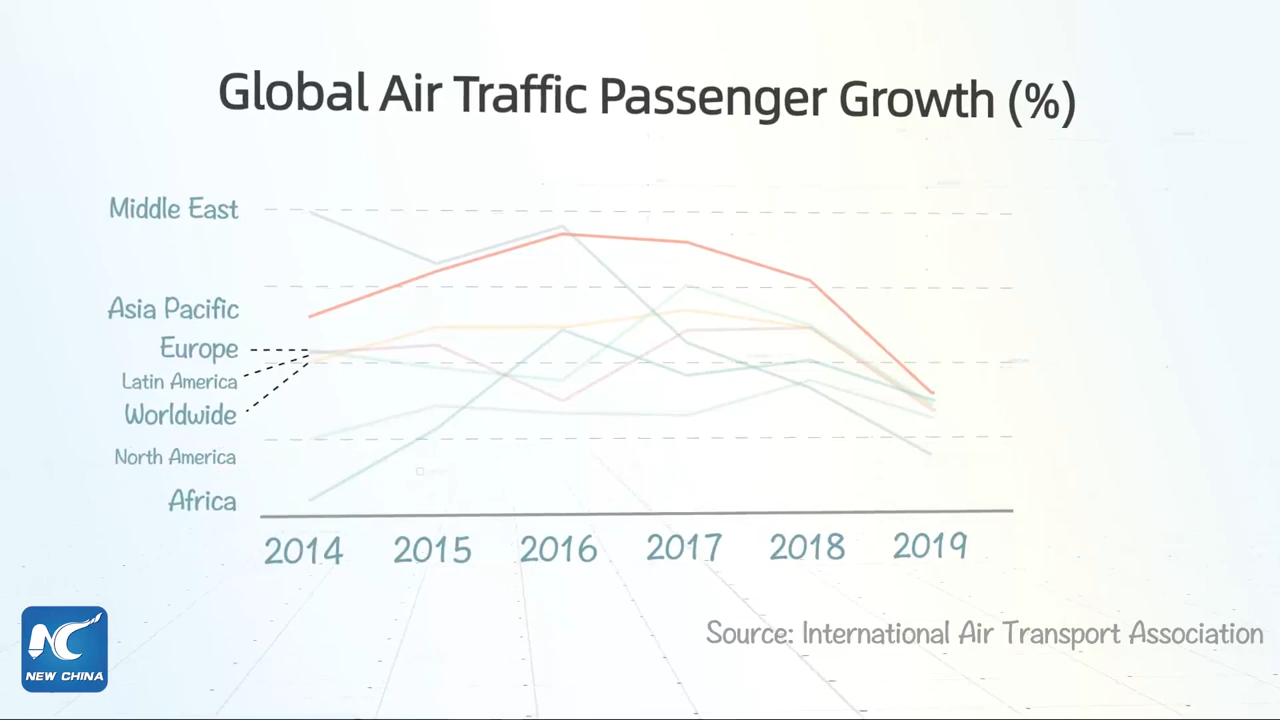 Global Air Traffic Passenger Growth (%)
Middle East
Asia Pacific
Europe
Latin America
Worldwide
North America
Africa
2014 2015 2016 2017 2018 2019
Source: International Air Transport Association
NC
NEW CHINA